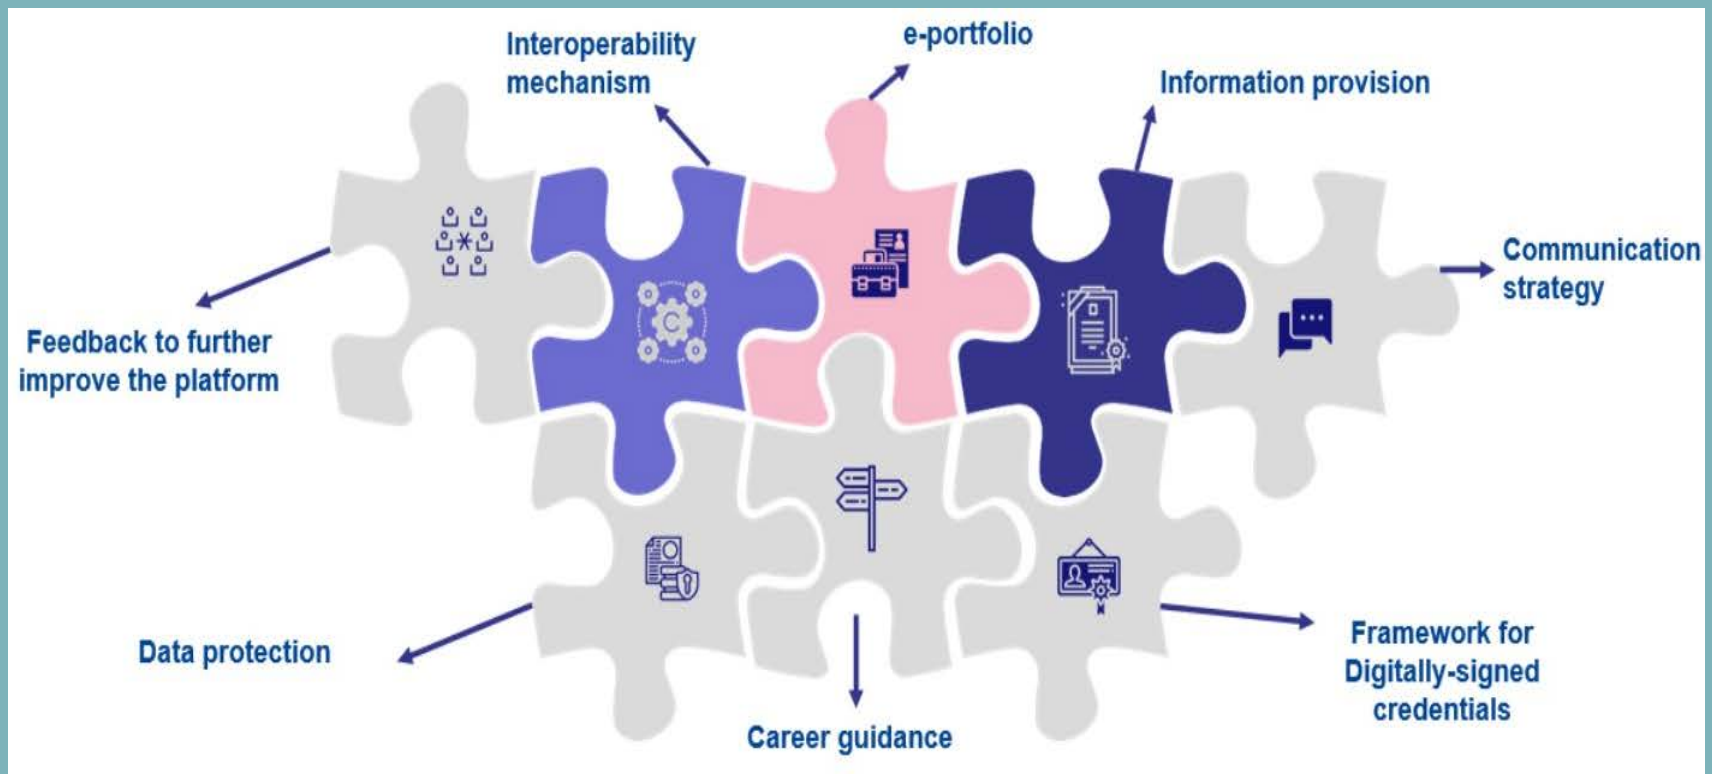 e-portfolio
Interoperability
mechanism
Information provision
Communication
strategy
Feedback to further
improve the platform
Data protection
Framework for
Digitally-signed
credentials
Career guidance